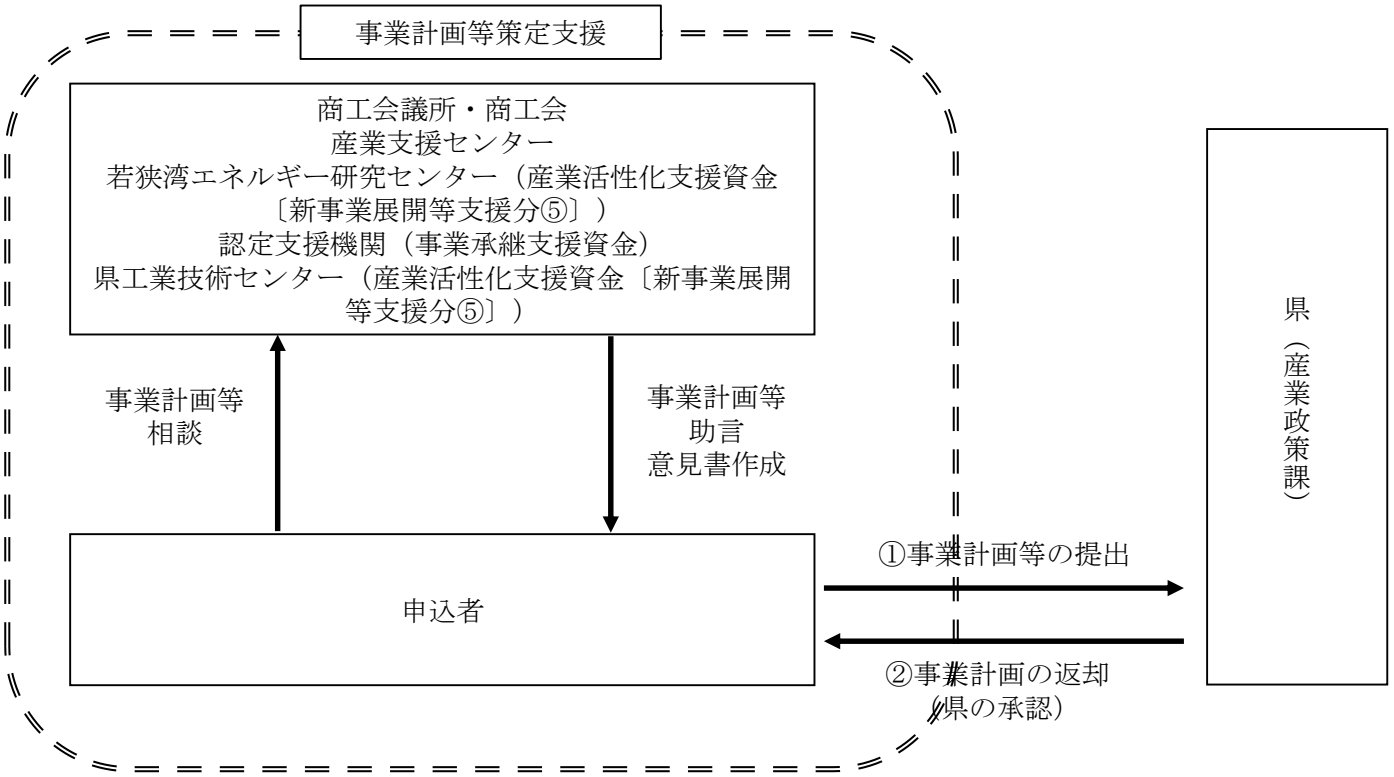 事業計画等策定支援
商工会議所・商工会
産業支援センター
若狭湾エネルギー研究センター（産業活性化支援資金
〔新事業展開等支援分⑤〕）
認定支援機関（事業承継支援資金）
県工業技術センター（産業活性化支援資金〔新事業展開
等支援分⑤〕）
事業計画等
相談
事業計画等
助言
意見書作成
申込者
①事業計画等の提出
②事業計画の返却
（県の承認）
県（産業政策課）